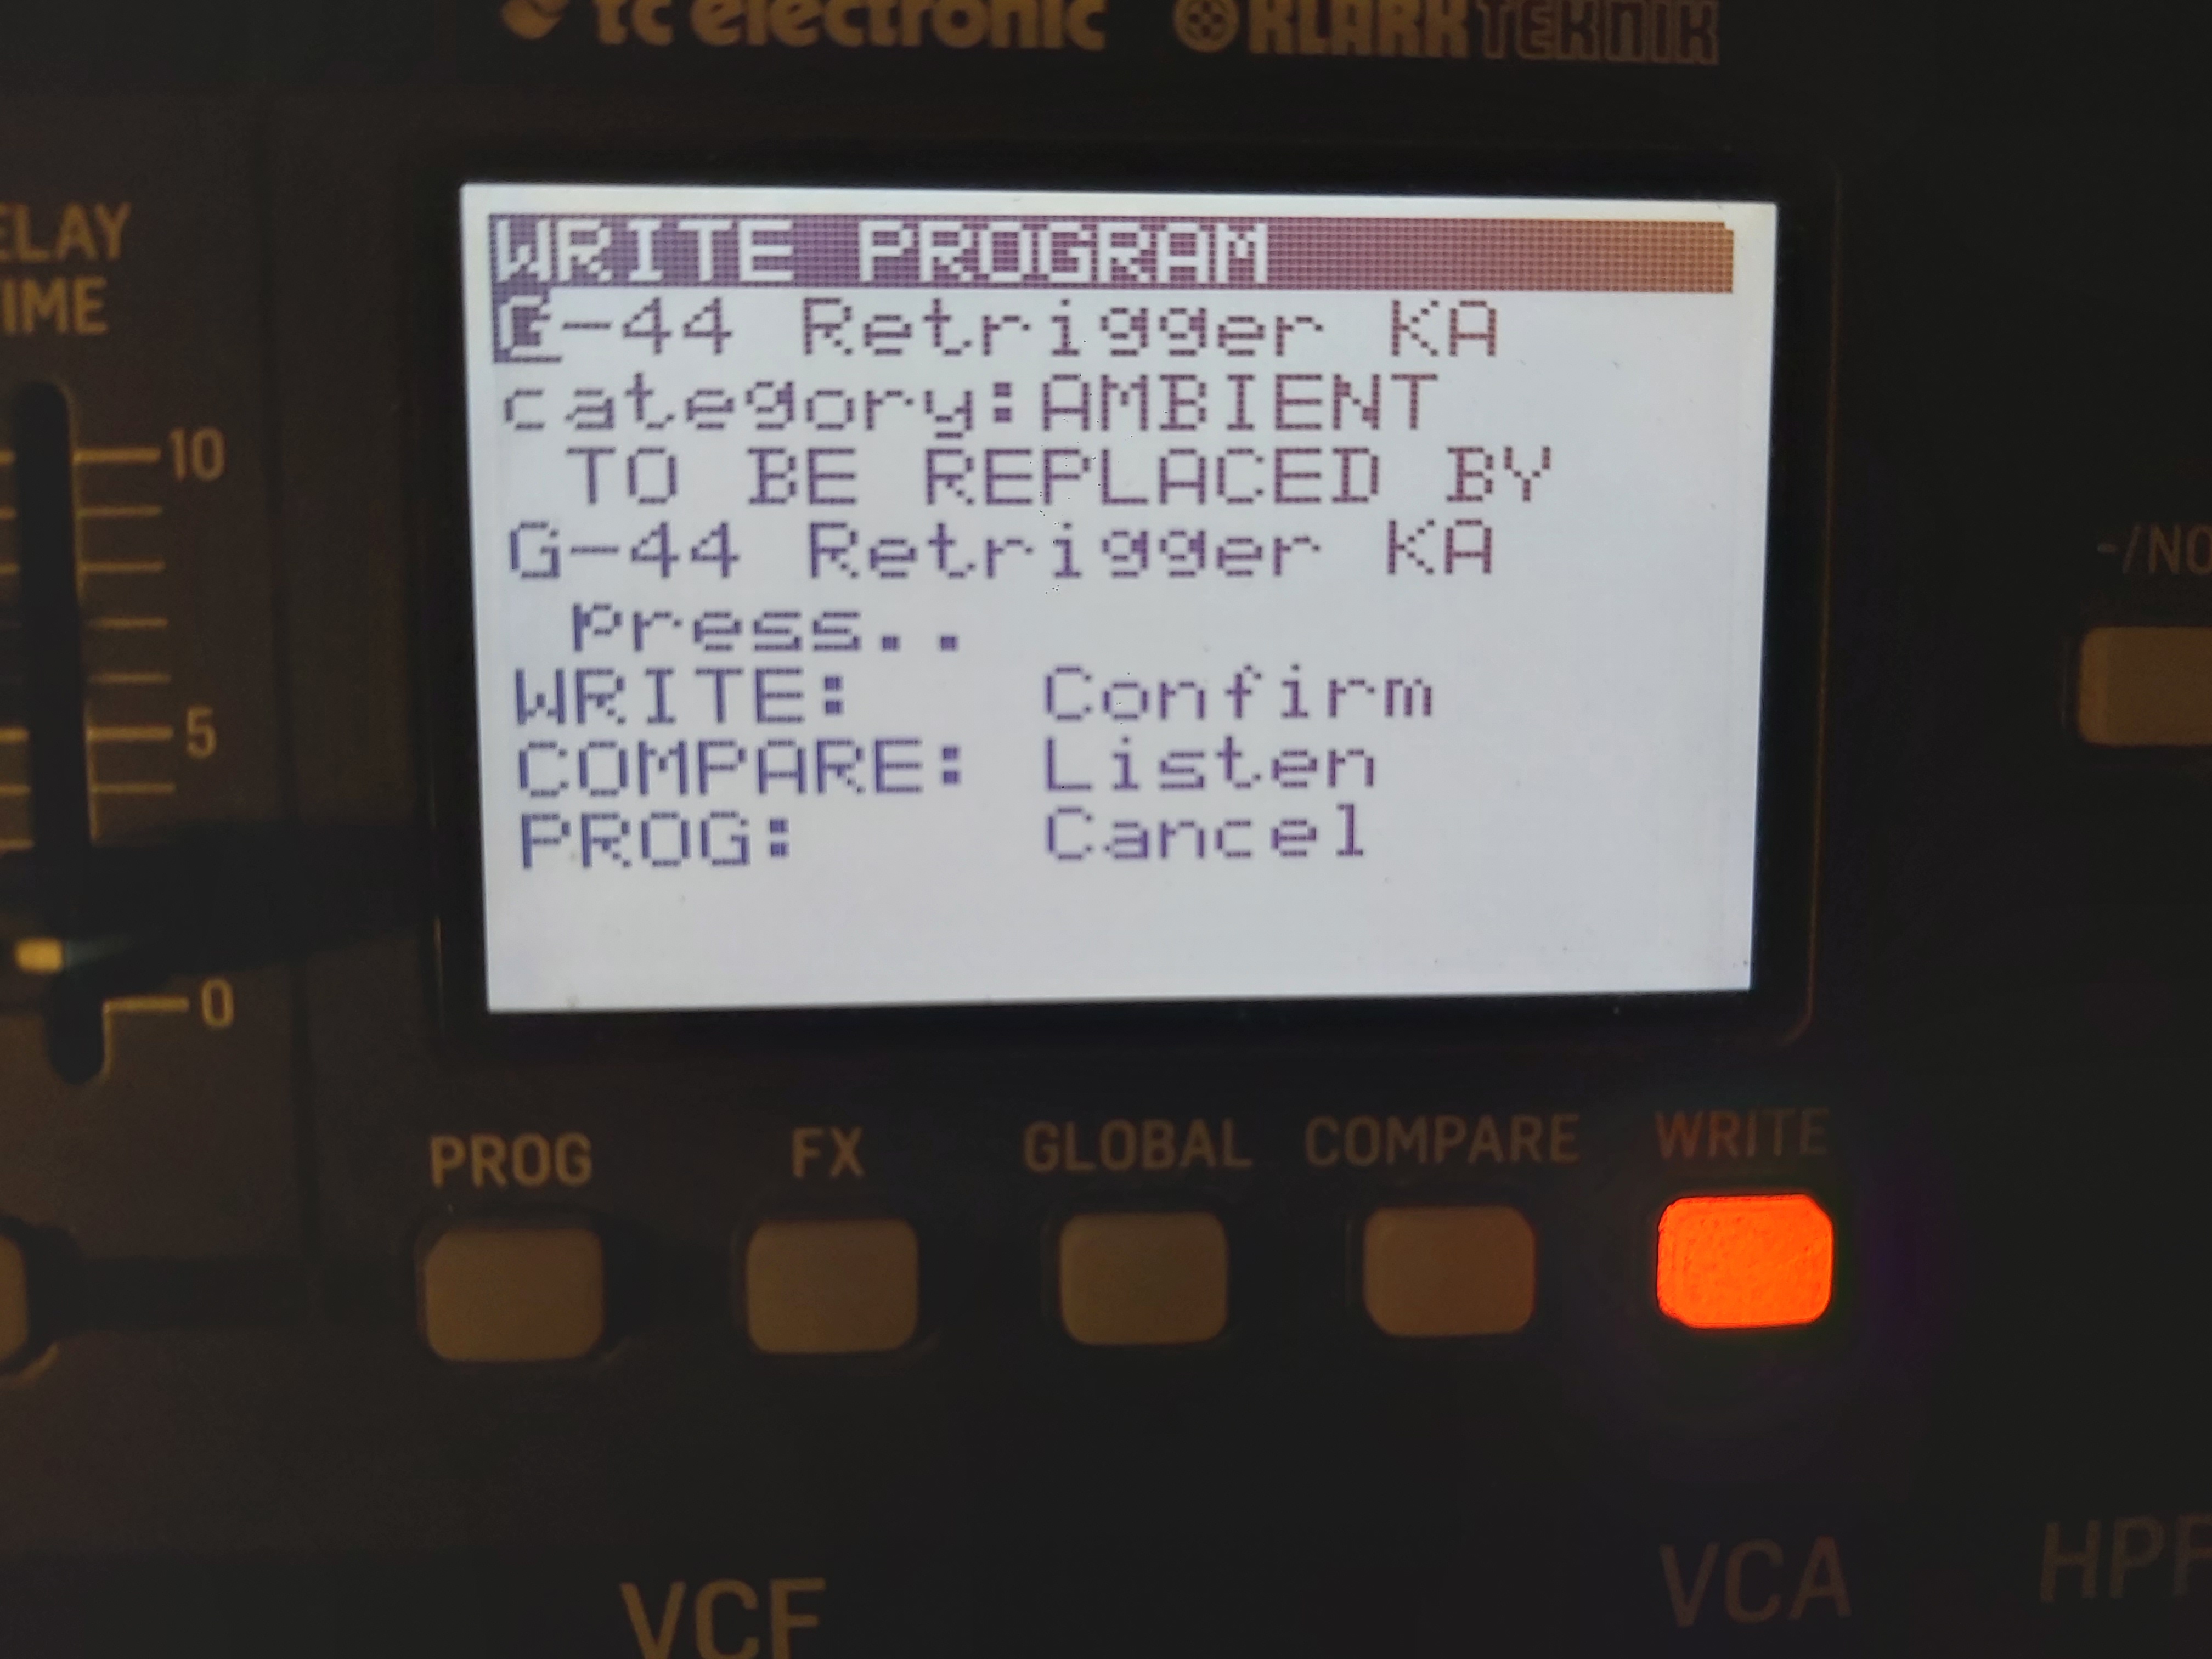 tc electronic KLARK TEKNIK
WRITE PROGRAM
G-44 Retrigger KA
category:AMBIENT
TO BE REPLACED BY
G-44 Retrigger KA
press..
WRITE: Confirm
COMPARE: Listen
PROG: Cancel
ELAY
IME
10
5
0
-/NO
PROG FX GLOBAL COMPARE WRITE
VCF VCA HPF